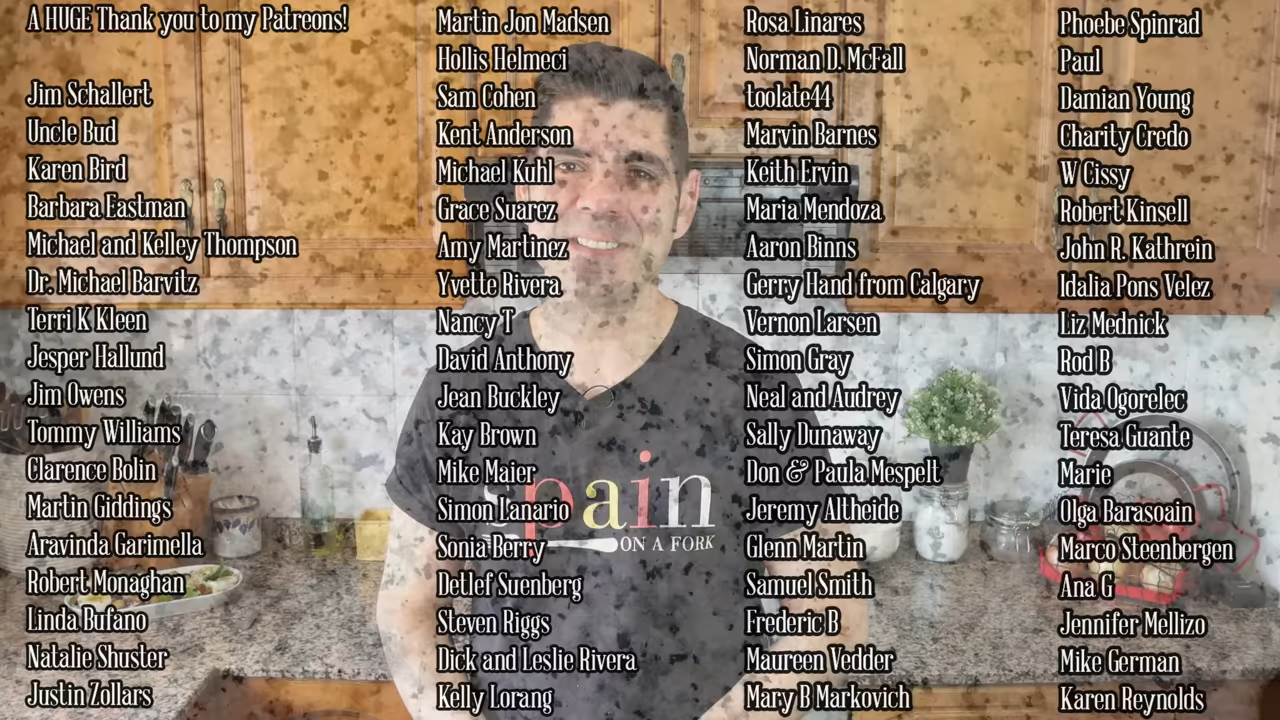 A HUGE Thank you to my Patreons!
Jim Schallert
Uncle Bud
Karen Bird
Barbara Eastman
Michael and Kelley Thompson
Dr. Michael Barvitz
Terri K Kleen
Jesper Hallund
Jim Owens
Tommy Williams
Clarence Bolin
Martin Giddings
Aravinda Garimella
Robert Monaghan
Linda Bufano
Natalie Shuster
Justin Zollars
Martin Jon Madsen
Hollis Helmeci
Sam Cohen
Kent Anderson
Michael Kuhl
Grace Suarez
Amy Martinez
Yvette Rivera
Nancy T
David Anthony
Jean Buckley
Kay Brown
Mike Maier
Simon Lanario
Sonia Berry
Detlef Suenberg
Steven Riggs
Dick and Leslie Rivera
Kelly Lorang
Rosa Linares
Norman D. McFall
toolate44
Marvin Barnes
Keith Ervin
Maria Mendoza
Aaron Binns
Gerry Hand from Calgary
Vernon Larsen
Simon Gray
Neal and Audrey
Sally Dunaway
Don & Paula Mespelt
Jeremy Altheide
Glenn Martin
Samuel Smith
Frederic B
Maureen Vedder
Mary B Markovich
Phoebe Spinrad
Paul
Damian Young
Charity Credo
W Cissy
Robert Kinsell
John R. Kathrein
Idalia Pons Velez
Liz Mednick
Rod B
Vida Ogorelec
Teresa Guante
Marie
Olga Barasoain
Marco Steenbergen
Ana G
Jennifer Mellizo
Mike German
Karen Reynolds
spain
ON A FORK